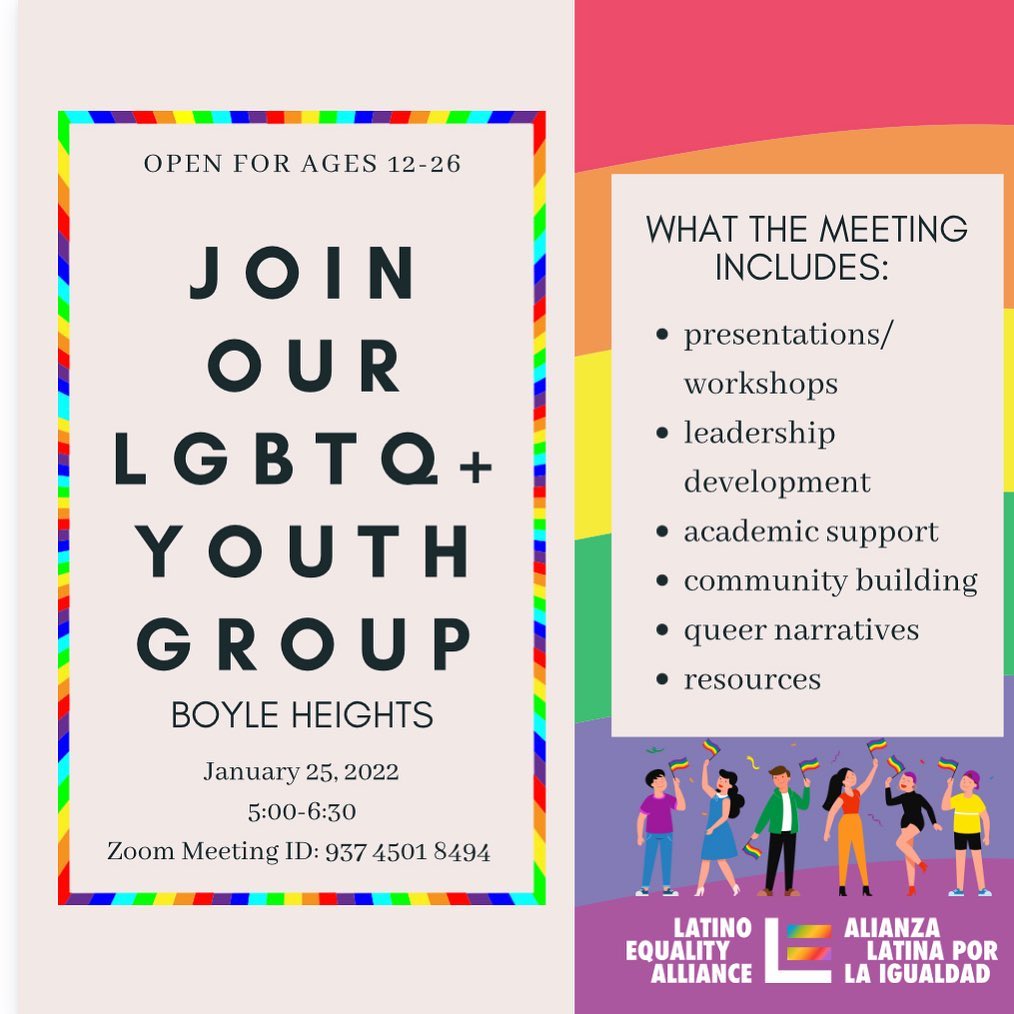 OPEN FOR AGES 12-26
JOIN
OUR
LGBTQ+
YOUTH
GROUP
BOYLE HEIGHTS
January 25, 2022
5:00-6:30
Zoom Meeting ID: 937 4501 8494
WHAT THE MEETING
INCLUDES:
• presentations/
workshops
• leadership
development
• academic support
• community building
• queer narratives
• resources
LATINO
EQUALITY
ALLIANCE
LE
ALIANZA
LATINA POR
LA IGUALDAD